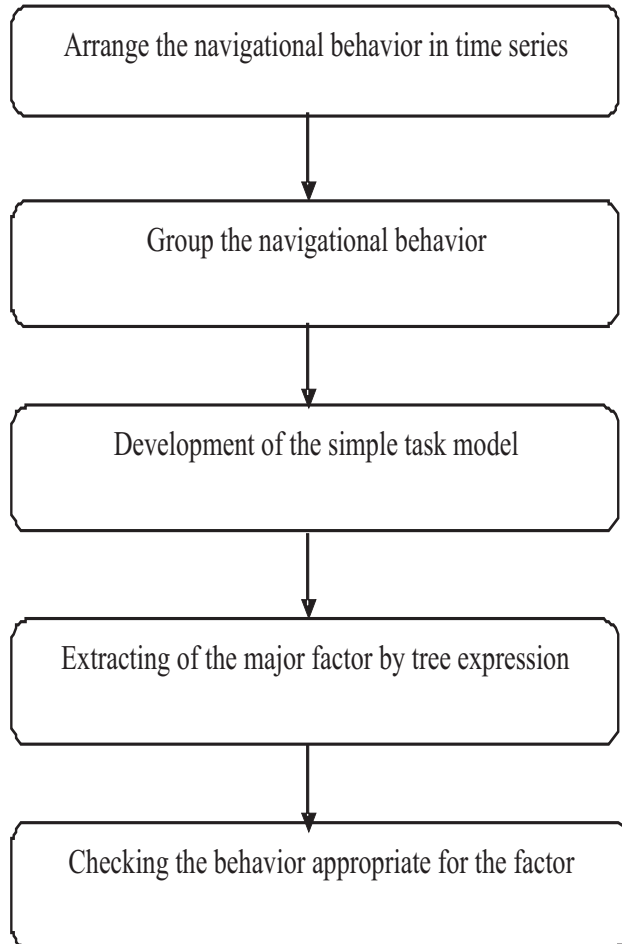 Arrange the navigational behavior in time series
Group the navigational behavior
Development of the simple task model
Extracting of the major factor by tree expression
Checking the behavior appropriate for the factor